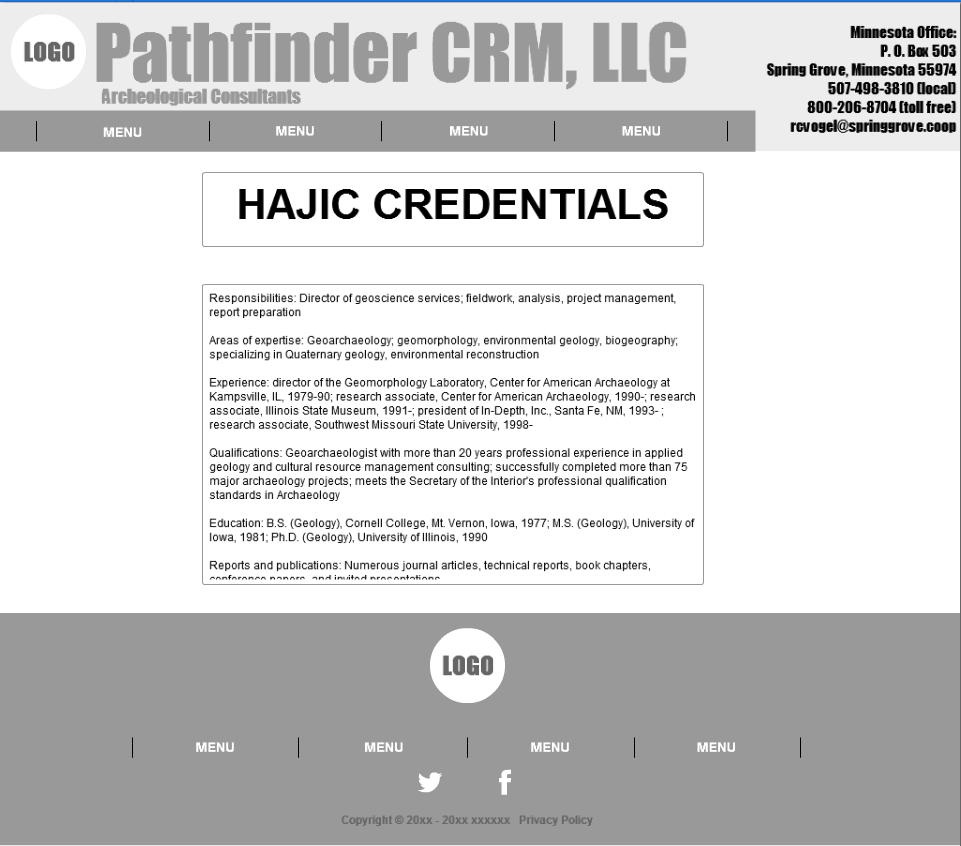 LOGO
Pathfinder CRM, LLC
Archeological Consultants
Minnesota Office:
P. O. Box 503
Spring Grove, Minnesota 55974
507-498-3810 (local)
800-206-8704 (toll free)
rcvogel@springgrove.coop
MENU MENU MENU MENU
HAJIC CREDENTIALS
Responsibilities: Director of geoscience services; fieldwork, analysis, project management,
report preparation
Areas of expertise: Geoarchaeology; geomorphology, environmental geology, biogeography;
specializing in Quaternary geology, environmental reconstruction
Experience: director of the Geomorphology Laboratory, Center for American Archaeology at
Kampsville, IL, 1979-90; research associate, Center for American Archaeology, 1990-; research
associate, Illinois State Museum, 1991-; president of In-Depth, Inc., Santa Fe, NM, 1993- ;
research associate, Southwest Missouri State University, 1998-
Qualifications: Geoarchaeologist with more than 20 years professional experience in applied
geology and cultural resource management consulting; successfully completed more than 75
major archaeology projects; meets the Secretary of the Interior's professional qualification
standards in Archaeology
Education: B.S. (Geology), Cornell College, Mt. Vernon, Iowa, 1977; M.S. (Geology), University of
Iowa, 1981; Ph.D. (Geology), University of Illinois, 1990
Reports and publications: Numerous journal articles, technical reports, book chapters,
conference papers, and invited presentations
LOGO
MENU MENU MENU MENU
Copyright © 20xx - 20xx xxxxxx Privacy Policy